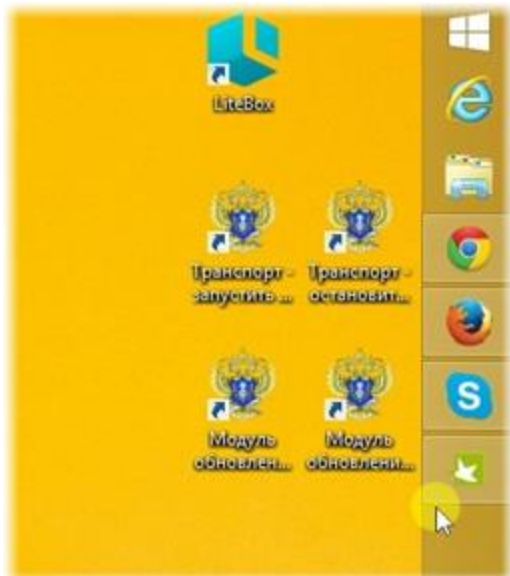 LiteBox
Транспорт -
запустить ...
Транспорт -
остановит...
Модуль
обновлен...
Модуль
обновлени...
S